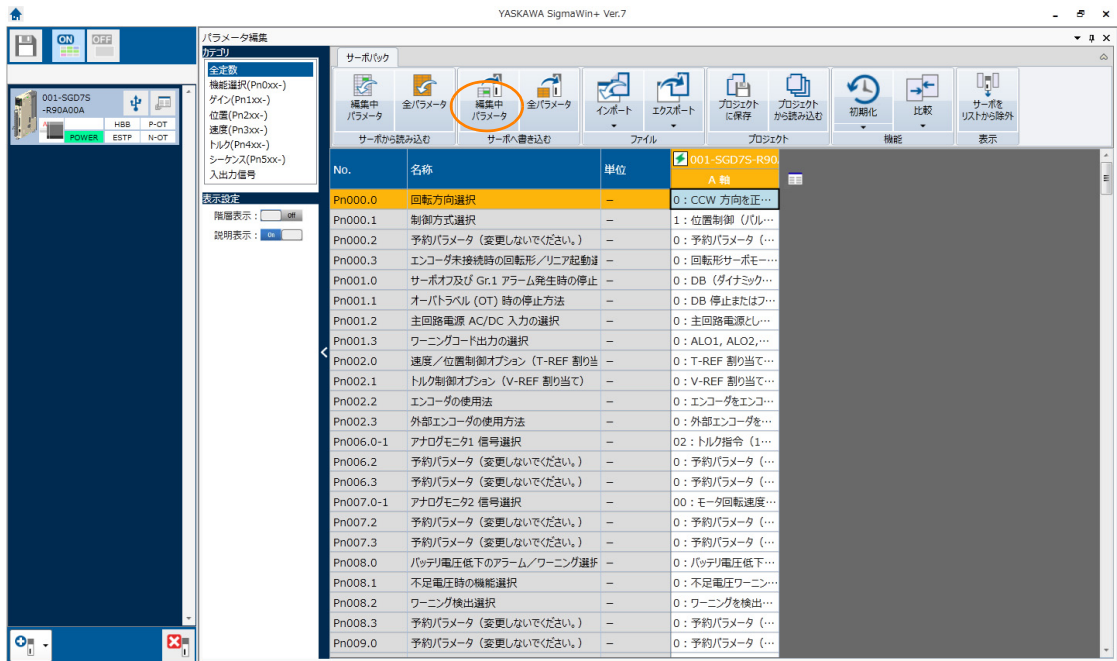 YASKAWA SigmaWin+ Ver.7
ON
OFF
パラメータ編集
カテゴリ
全定数
機能選択(Pn0xx-)
ゲイン(Pn1xx-)
位置(Pn2xx-)
速度(Pn3xx-)
トルク(Pn4xx-)
シーケンス(Pn5xx-)
入出力信号
表示設定
階層表示： Off
説明表示： On
001-SGD7S
-R90A00A
HBB P-OT
POWER ESTP N-OT
サーボパック
編集中
パラメータ
全パラメータ
サーボから読み込む
編集中
パラメータ
全パラメータ
サーボへ書き込む
インポート
エクスポート
ファイル
プロジェクト
に保存
プロジェクト
から読み込む
プロジェクト
初期化
比較
機能
サーボを
リストから除外
表示
No. 名称 単位 001-SGD7S-R90
A 軸
Pn000.0 回転方向選択 － 0：CCW 方向を正…
Pn000.1 制御方式選択 － 1：位置制御（パル…
Pn000.2 予約パラメータ（変更しないでください。） － 0：予約パラメータ（…
Pn000.3 エンコーダ未接続時の回転形／リニア起動 － 0：回転形サーボモー…
Pn001.0 サーボオフ及び Gr.1 アラーム発生時の停止 － 0：DB（ダイナミック…
Pn001.1 オーバトラベル (OT) 時の停止方法 － 0：DB 停止またはフ…
Pn001.2 主回路電源 AC/DC 入力の選択 － 0：主回路電源とし…
Pn001.3 ワーニングコード出力の選択 － 0：ALO1, ALO2,…
Pn002.0 速度／位置制御オプション（T-REF 割り当 － 0：T-REF 割り当て…
Pn002.1 トルク制御オプション（V-REF 割り当て） － 0：V-REF 割り当て…
Pn002.2 エンコーダの使用法 － 0：エンコーダをエンコ…
Pn002.3 外部エンコーダの使用方法 － 0：外部エンコーダを…
Pn006.0-1 アナログモニタ1 信号選択 － 02：トルク指令（1…
Pn006.2 予約パラメータ（変更しないでください。） － 0：予約パラメータ（…
Pn006.3 予約パラメータ（変更しないでください。） － 0：予約パラメータ（…
Pn007.0-1 アナログモニタ2 信号選択 － 00：モータ回転速度…
Pn007.2 予約パラメータ（変更しないでください。） － 0：予約パラメータ（…
Pn007.3 予約パラメータ（変更しないでください。） － 0：予約パラメータ（…
Pn008.0 バッテリ電圧低下のアラーム／ワーニング選択 － 0：バッテリ電圧低下…
Pn008.1 不足電圧時の機能選択 － 0：不足電圧ワーニン…
Pn008.2 ワーニング検出選択 － 0：ワーニングを検出…
Pn008.3 予約パラメータ（変更しないでください。） － 0：予約パラメータ（…
Pn009.0 予約パラメータ（変更しないでください。） － 0：予約パラメータ（…